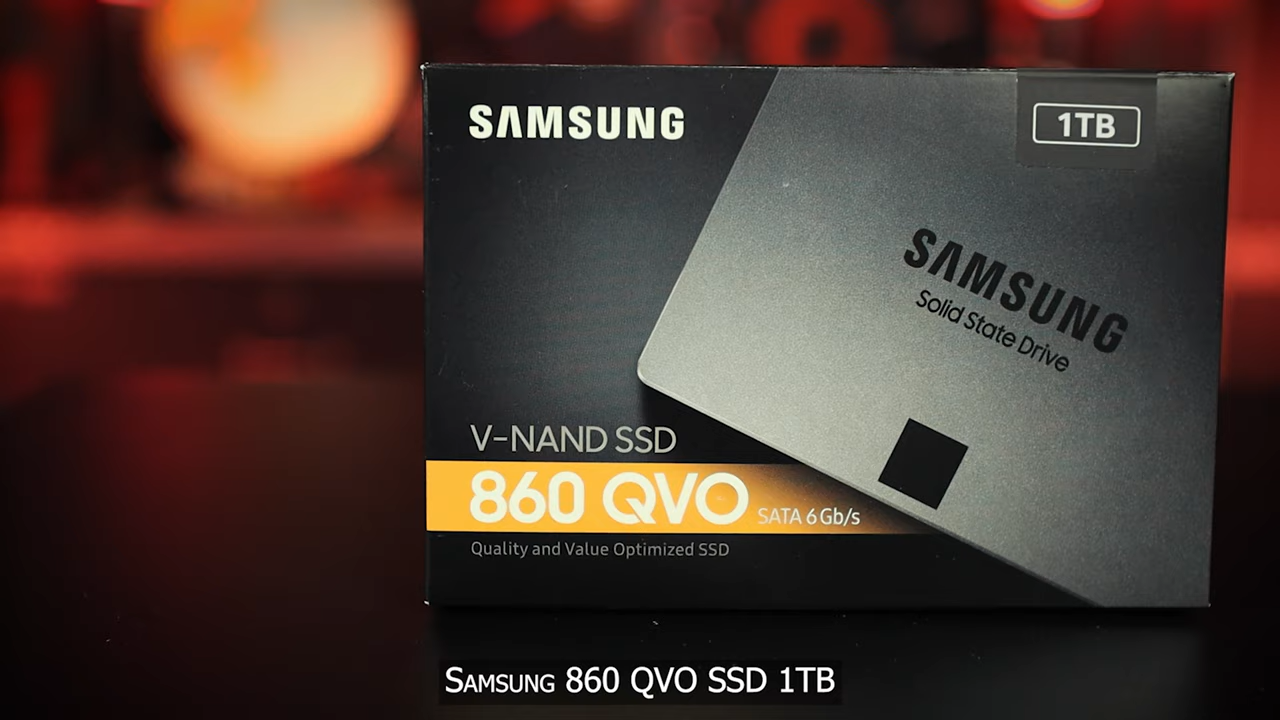 SAMSUNG
1TB
SAMSUNG
Solid State Drive
V-NAND SSD
860 QVO SATA 6 Gb/s
Quality and Value Optimized SSD
Samsung 860 QVO SSD 1TB